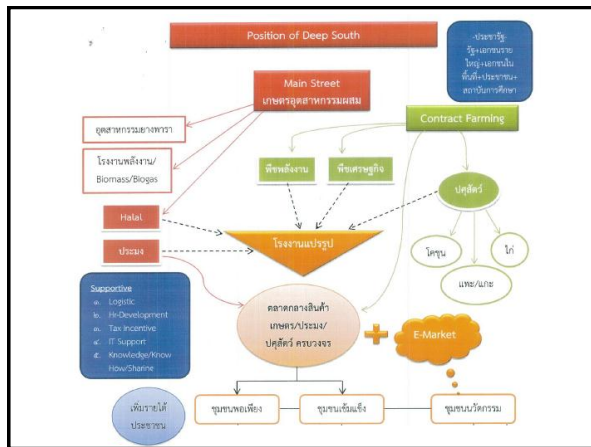 Position of Deep South
-ประชารัฐ-
รัฐ+เอกชนราย
ใหญ่+เอกชนใน
พื้นที่+ประชาชน+
สถาบันการศึกษา
Main Street
เกษตรอุตสาหกรรมผสม
Contract Farming
อุตสาหกรรมยางพารา
โรงงานพลังงาน/
Biomass/Biogas
พืชพลังงาน
พืชเศรษฐกิจ
ปศุสัตว์
Halal
โรงงานแปรรูป
ประมง
โคขุน
ไก่
แพะ/แกะ
Supportive
๑. Logistic
๒. Hr-Development
๓. Tax Incentive
๔. IT Support
๕. Knowledge/Know
How/Sharine
ตลาดกลางสินค้า
เกษตร/ประมง/
ปศุสัตว์ ครบวงจร
E-Market
เพิ่มรายได้
ประชาชน
ชุมชนพอเพียง
ชุมชนเข้มแข็ง
ชุมชนนวัตกรรม